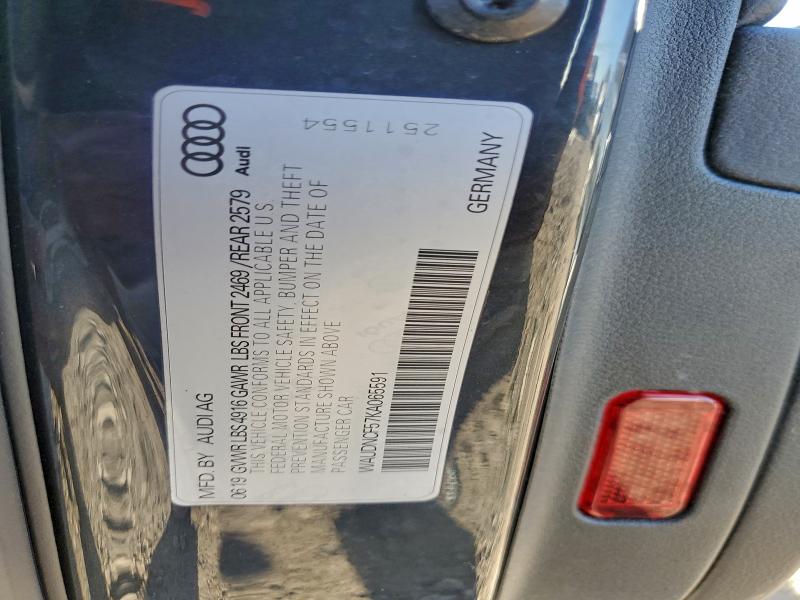 MFD. BY AUDI AG
Audi
06 19 GVWR LBS 4916 GAWR LBS FRONT 2469 /REAR 2579
THIS VEHICLE CONFORMS TO ALL APPLICABLE U.S.
FEDERAL MOTOR VEHICLE SAFETY, BUMPER AND THEFT
PREVENTION STANDARDS IN EFFECT ON THE DATE OF
MANUFACTURE SHOWN ABOVE
PASSENGER CAR
WAUDNCF57KA065591
GERMANY
2511554